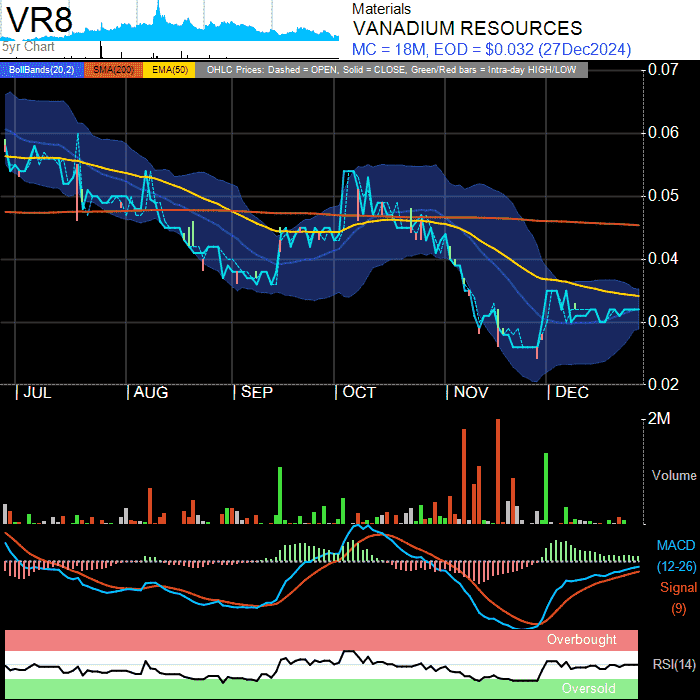 VR8
5yr Chart
Materials
VANADIUM RESOURCES
MC = 18M, EOD = $0.032 (27Dec2024)
BollBands(20,2) SMA(200) EMA(50) OHLC Prices: Dashed = OPEN, Solid = CLOSE, Green/Red bars = Intra-day HIGH/LOW
0.07
0.06
0.05
0.04
0.03
0.02
JUL AUG SEP OCT NOV DEC
2M
Volume
MACD
(12-26)
Signal
(9)
Overbought
RSI(14)
Oversold